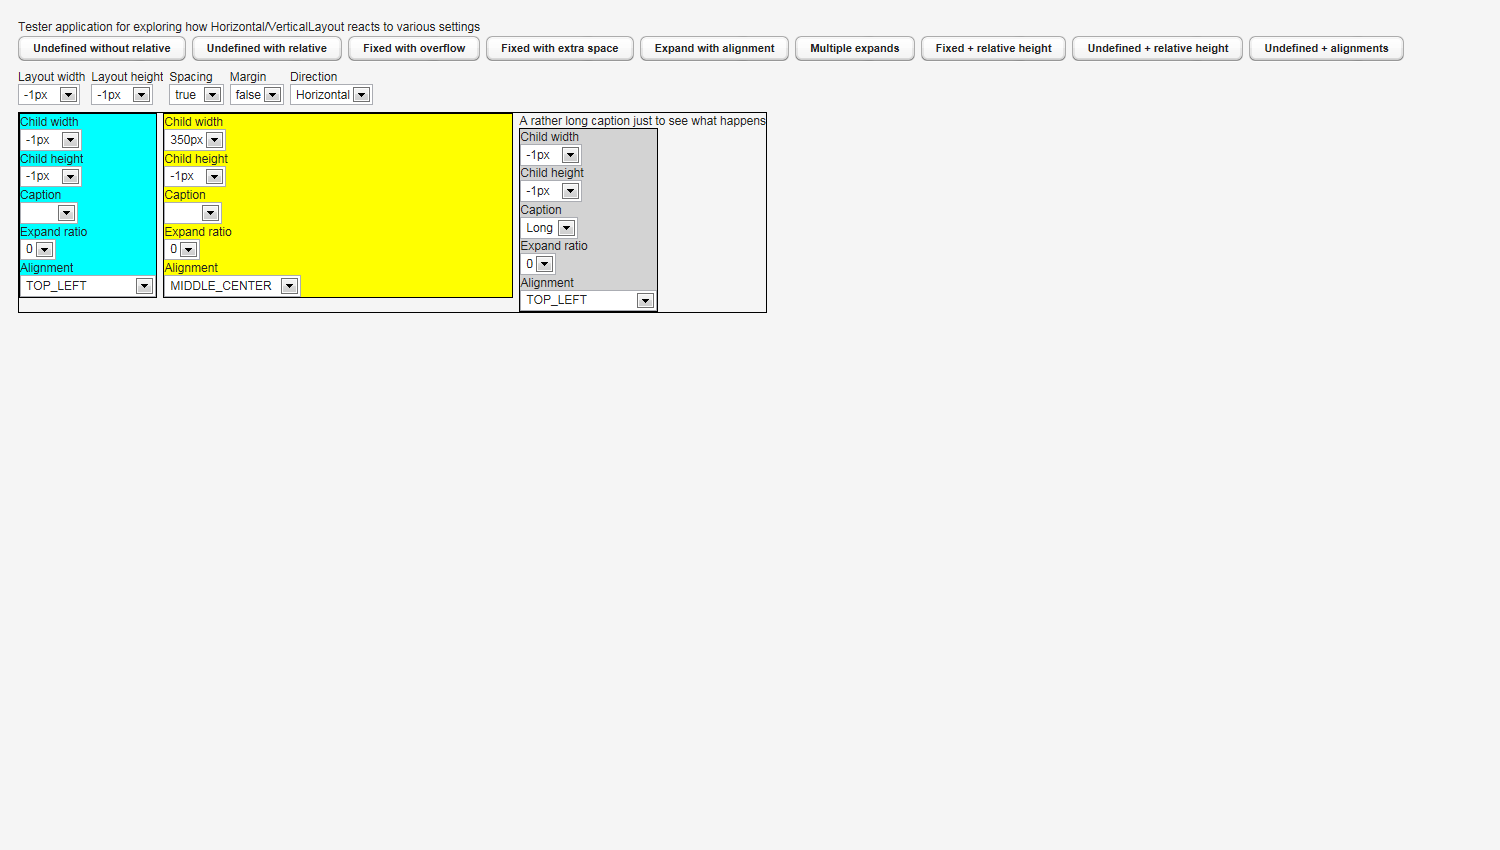 Tester application for exploring how Horizontal/VerticalLayout reacts to various settings
Undefined without relative Undefined with relative Fixed with overflow Fixed with extra space Expand with alignment Multiple expands Fixed + relative height Undefined + relative height Undefined + alignments
Layout width Layout height Spacing Margin Direction
-1px -1px true false Horizontal
Child width
-1px
Child height
-1px
Caption
Expand ratio
0
Alignment
TOP_LEFT
Child width
350px
Child height
-1px
Caption
Expand ratio
0
Alignment
MIDDLE_CENTER
A rather long caption just to see what happens
Child width
-1px
Child height
-1px
Caption
Long
Expand ratio
0
Alignment
TOP_LEFT